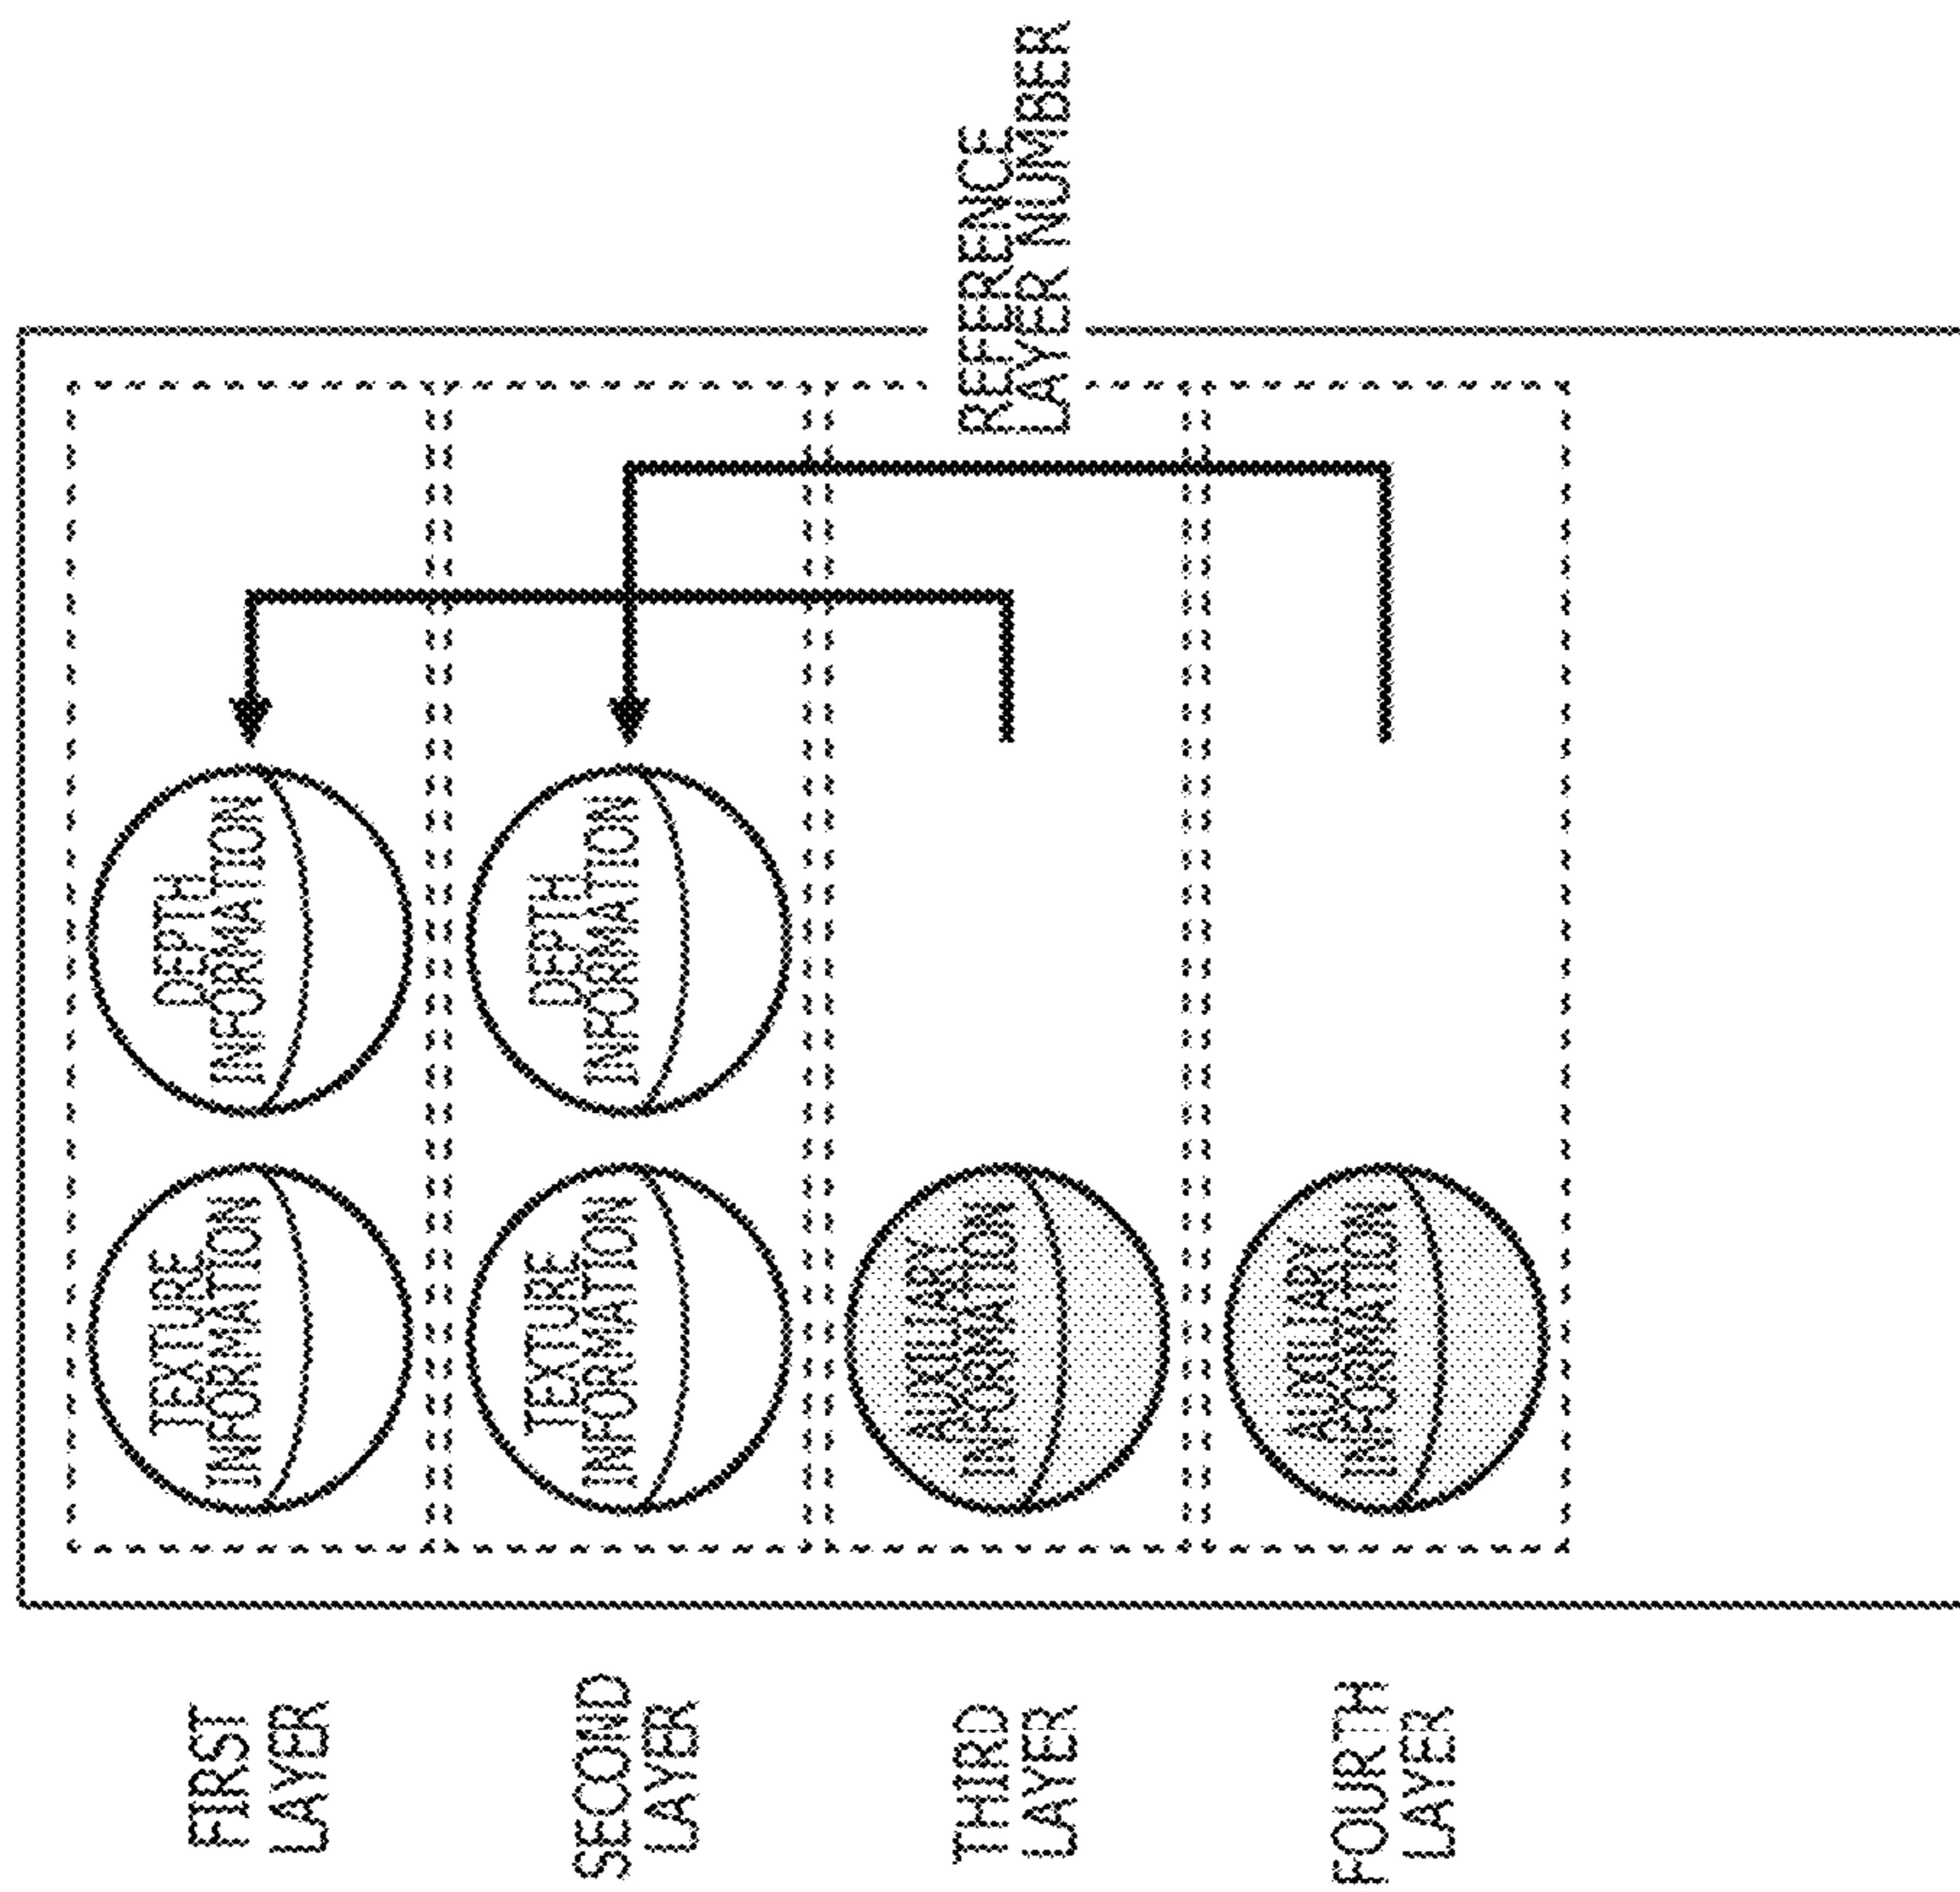 FIRST
LAYER
TEXTURE
INFORMATION
DEPTH
INFORMATION
SECOND
LAYER
TEXTURE
INFORMATION
DEPTH
INFORMATION
THIRD
LAYER
AUXILIARY
INFORMATION
REFERENCE
LAYER NUMBER
FOURTH
LAYER
AUXILIARY
INFORMATION